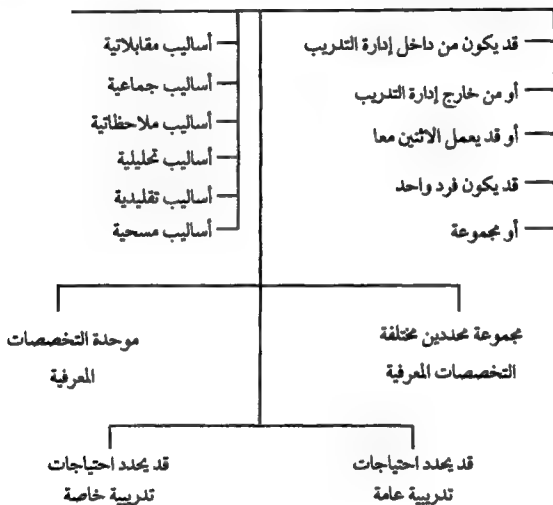 قد يكون من داخل إدارة التدريب
أو من خارج إدارة التدريب
أو قد يعمل الاثنين معا
قد يكون فرد واحد
أو مجموعة
أساليب مقابلاتية
أساليب جماعية
أساليب ملاحظاتية
أساليب تحليلية
أساليب تقليدية
أساليب مسحية
مجموعة محددين مختلفة
التخصصات المعرفية
موحدة التخصصات
المعرفية
قد يحدد احتياجات
تدريبية عامة
قد يحدد احتياجات
تدريبية خاصة